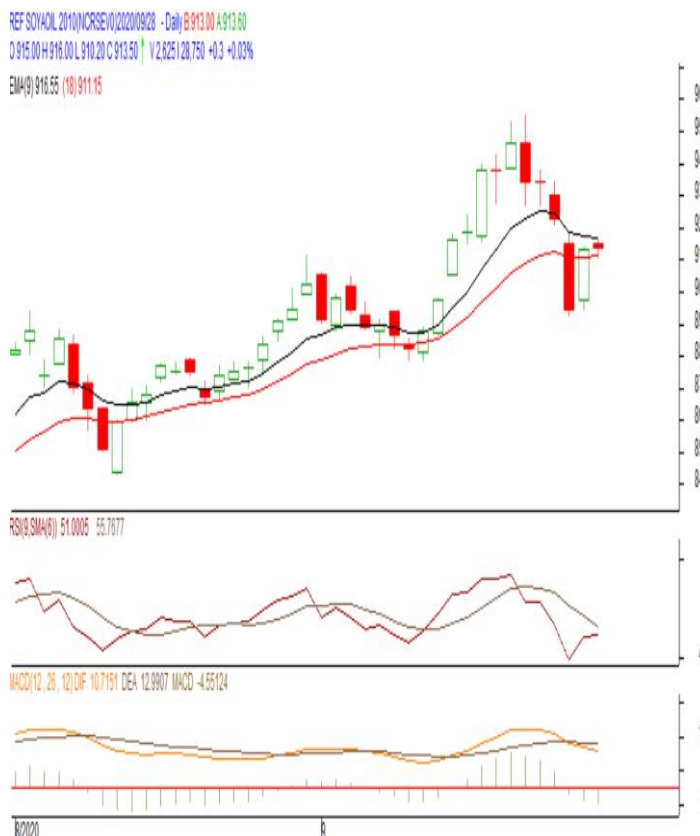 REF SOYAOIL 2010(NCRSEV0)2020/09/28 - Daily B:913.00 A:913.60
O 915.00 H 916.00 L 910.20 C 913.50 ↑ V 2,625 I 28,750 +0.3 +0.03%
EMA(9) 916.55 (18) 911.15
RSI(9,SMA(6)) 51.0005 55.7677
MACD(12 , 26 , 12) DIF 10.7151 DEA 12.9907 MACD -4.55124
8/2020 9